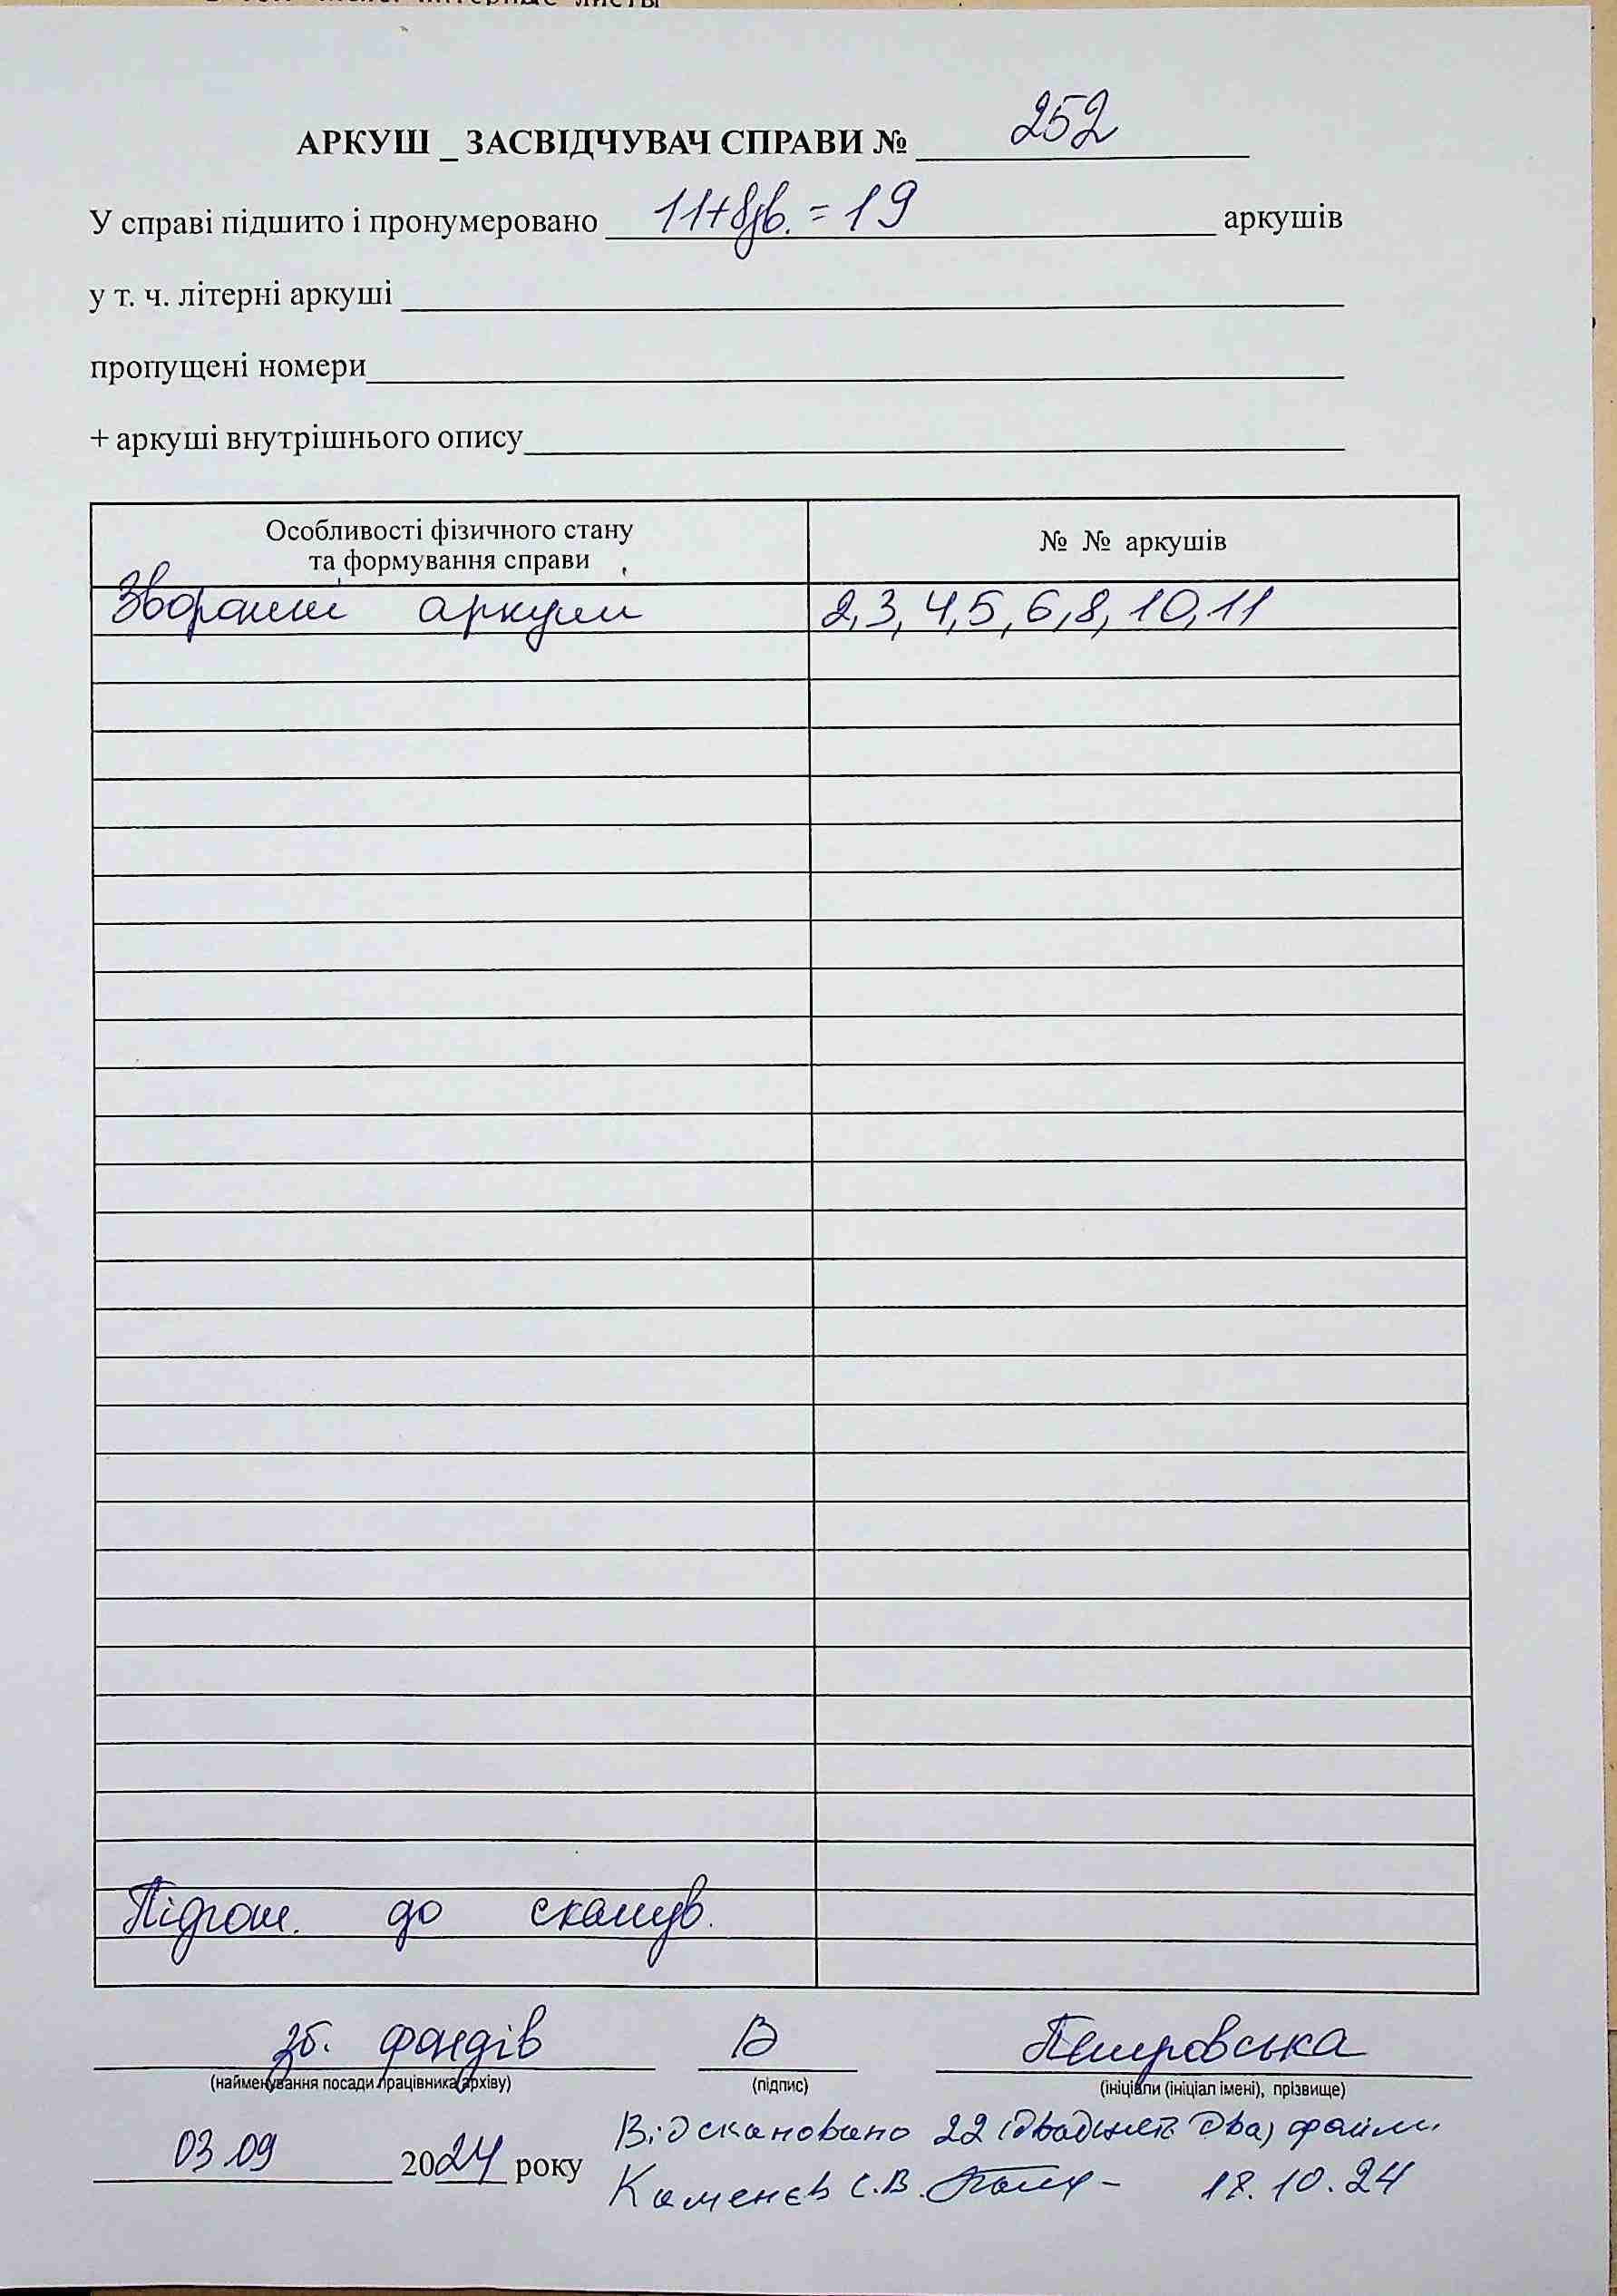 АРКУШ _ ЗАСВІДЧУВАЧ СПРАВИ № 252
У справі підшито і пронумеровано 11+8зв. = 19 аркушів
у т. ч. літерні аркуші
пропущені номери
+ аркуші внутрішнього опису
Особливості фізичного стану
та формування справи
№ № аркушів
Зворотні аркуші 2, 3, 4, 5, 6, 8, 10, 11
Підгот. до сканув.
зб. фондів В Петровська
(найменування посади працівника архіву) (підпис) (ініціали (ініціал імені), прізвище)
03.09 2024 року
Відскановано 22 (двадцять два) файли
Каменєв С.В. 18.10.24